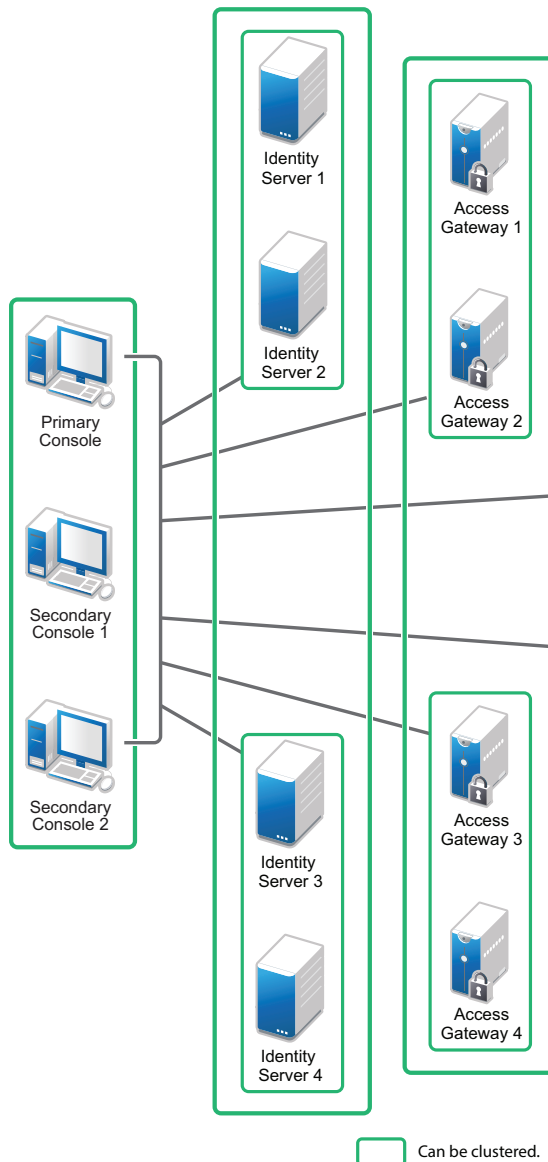 Identity
Server 1
Identity
Server 2
Access
Gateway 1
Access
Gateway 2
Primary
Console
Secondary
Console 1
Secondary
Console 2
Identity
Server 3
Identity
Server 4
Access
Gateway 3
Access
Gateway 4
Can be clustered.